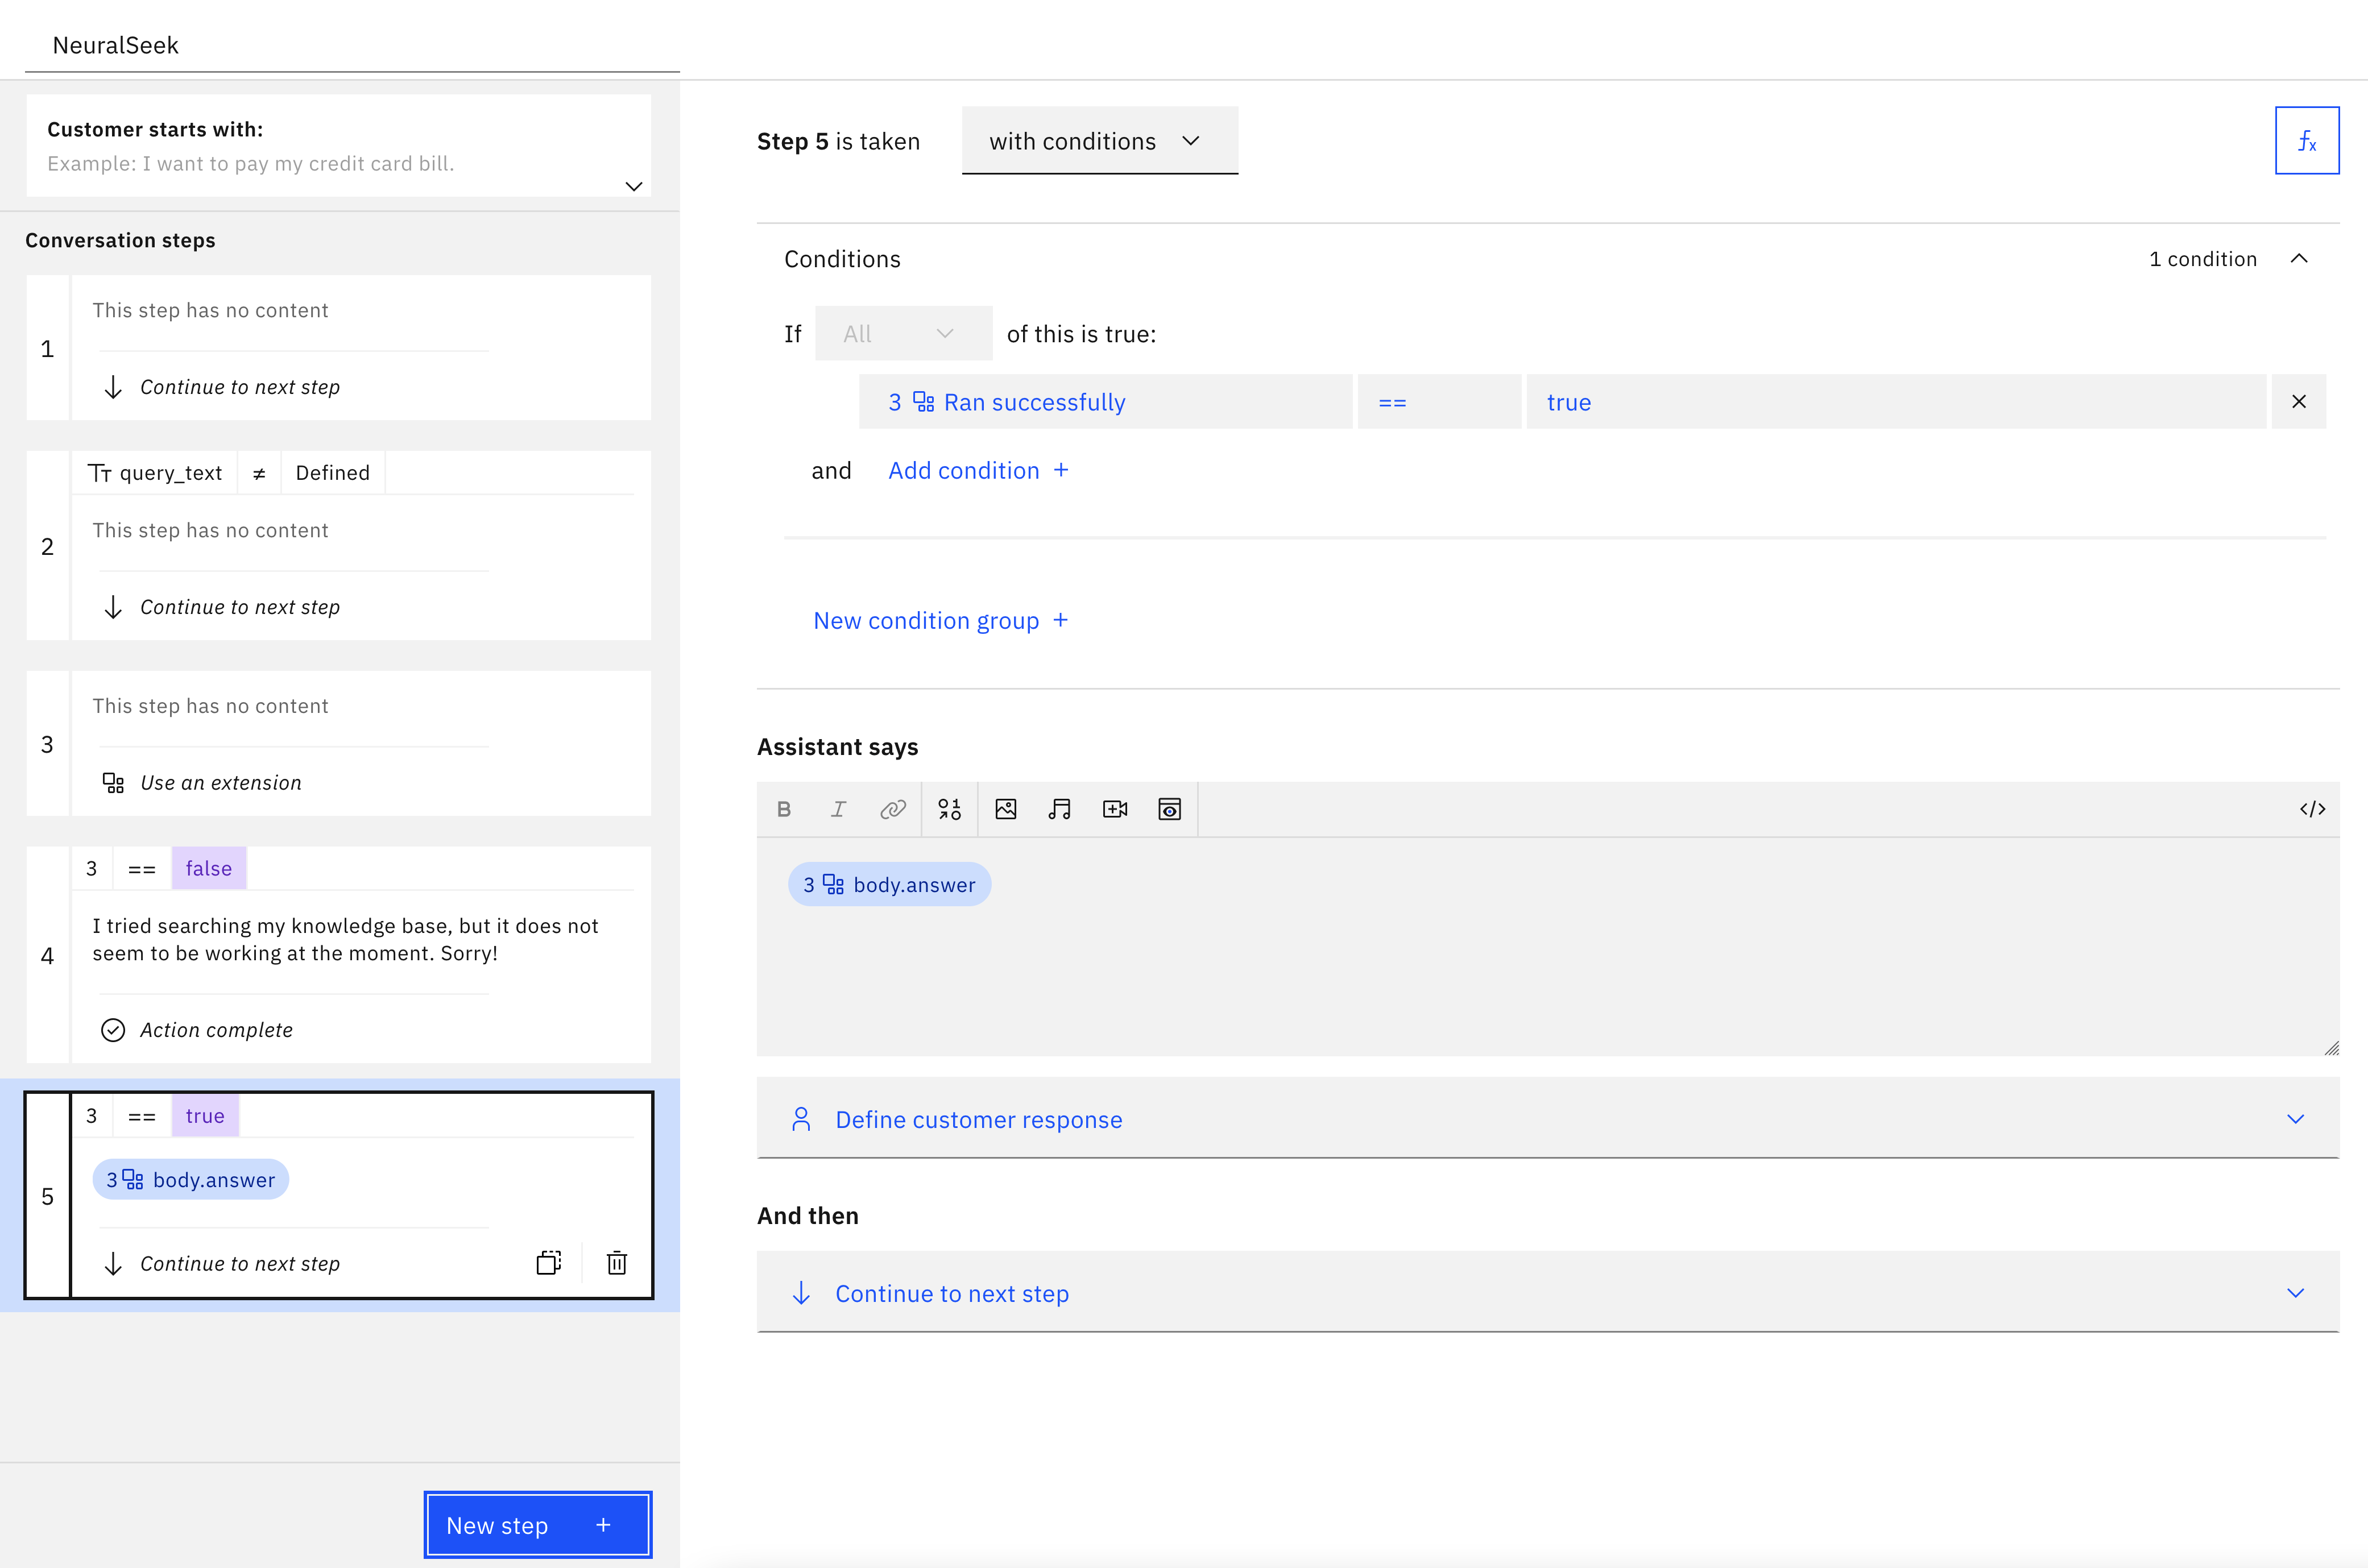 NeuralSeek
Customer starts with:
Example: I want to pay my credit card bill.
Conversation steps
1
This step has no content
Continue to next step
2
query_text ≠ Defined
This step has no content
Continue to next step
3
This step has no content
Use an extension
4
3 == false
I tried searching my knowledge base, but it does not
seem to be working at the moment. Sorry!
Action complete
5
3 == true
3 body.answer
Continue to next step
New step +
Step 5 is taken with conditions
fx
Conditions 1 condition
If All of this is true:
3 Ran successfully == true
and Add condition +
New condition group +
Assistant says
B I </>
3 body.answer
Define customer response
And then
Continue to next step